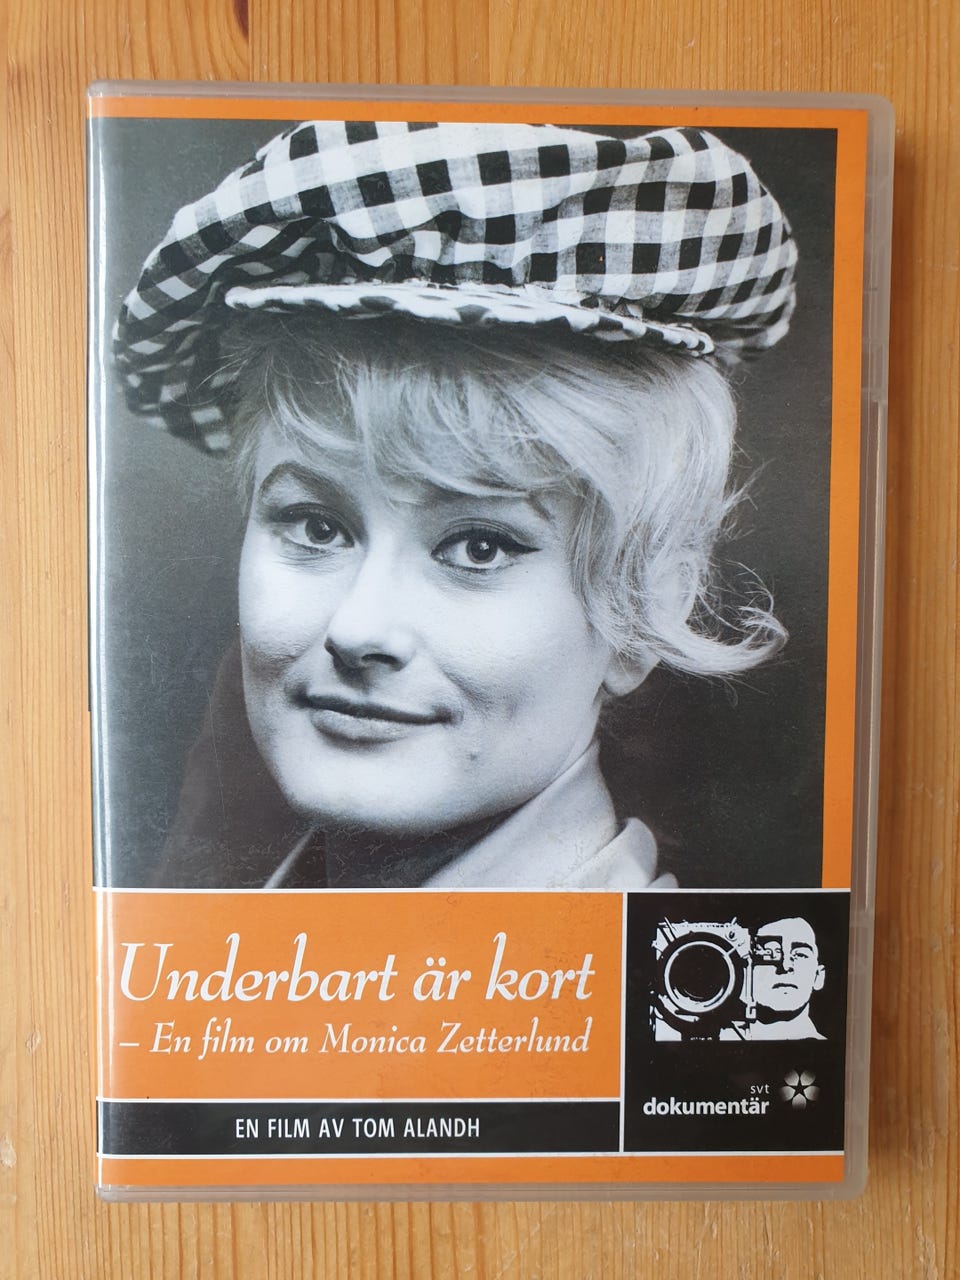 Underbart är kort
– En film om Monica Zetterlund
EN FILM AV TOM ALANDH
svt
dokumentär